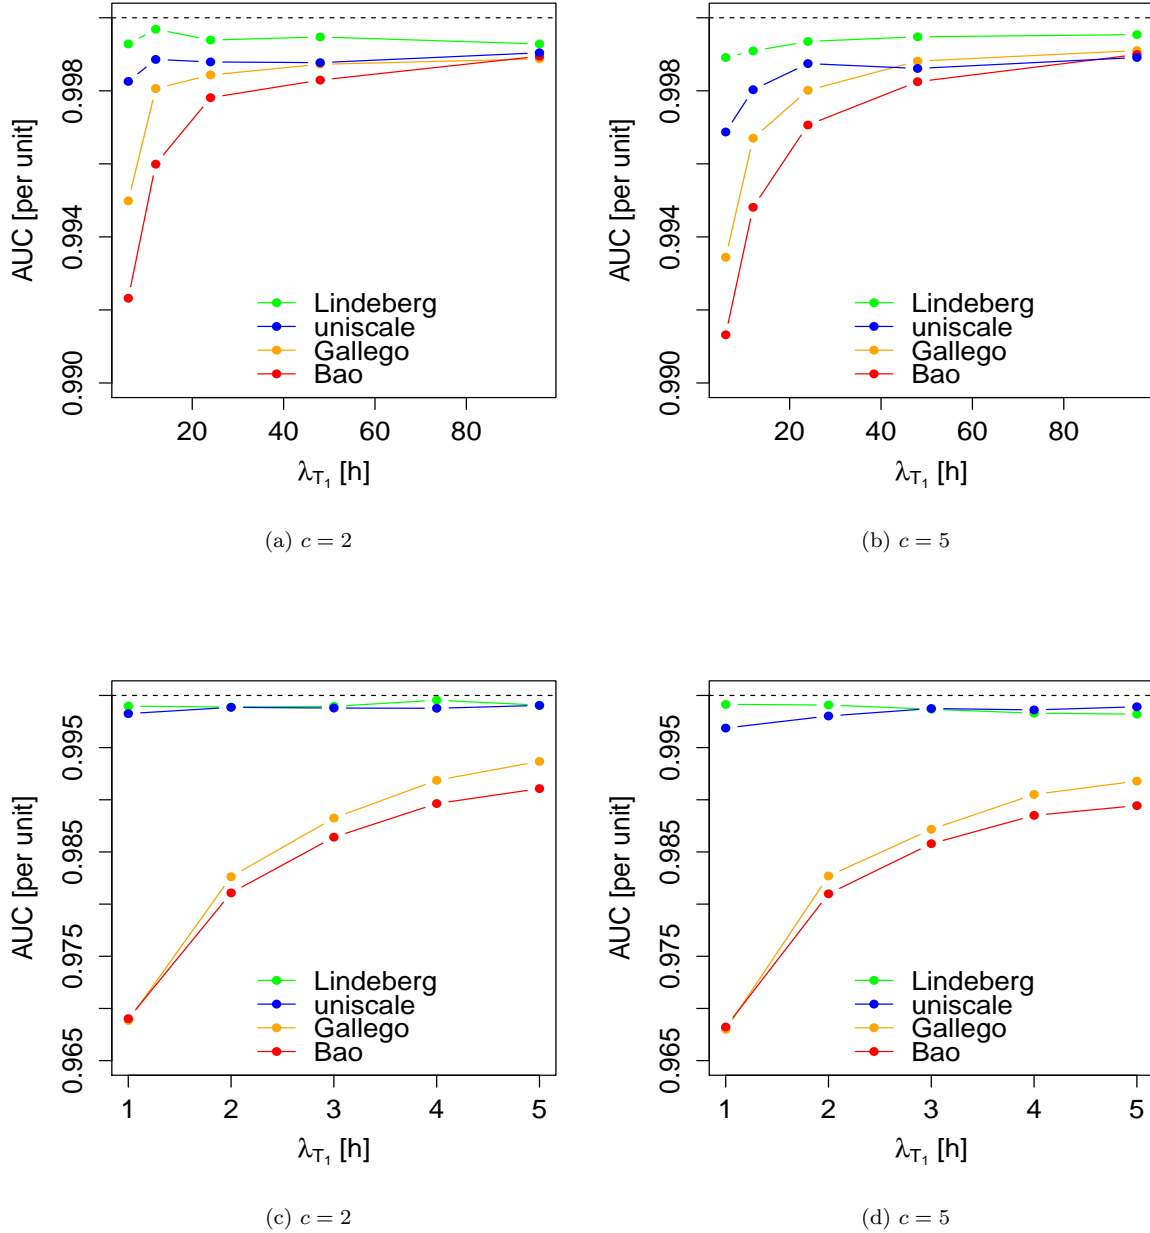 AUC [per unit]
0.998
0.994
0.990
Lindeberg
uniscale
Gallego
Bao
20 40 60 80
λT1 [h]
(a) c = 2
AUC [per unit]
0.998
0.994
0.990
Lindeberg
uniscale
Gallego
Bao
20 40 60 80
λT1 [h]
(b) c = 5
AUC [per unit]
0.995
0.985
0.975
0.965
Lindeberg
uniscale
Gallego
Bao
1 2 3 4 5
λT1 [h]
(c) c = 2
AUC [per unit]
0.995
0.985
0.975
0.965
Lindeberg
uniscale
Gallego
Bao
1 2 3 4 5
λT1 [h]
(d) c = 5